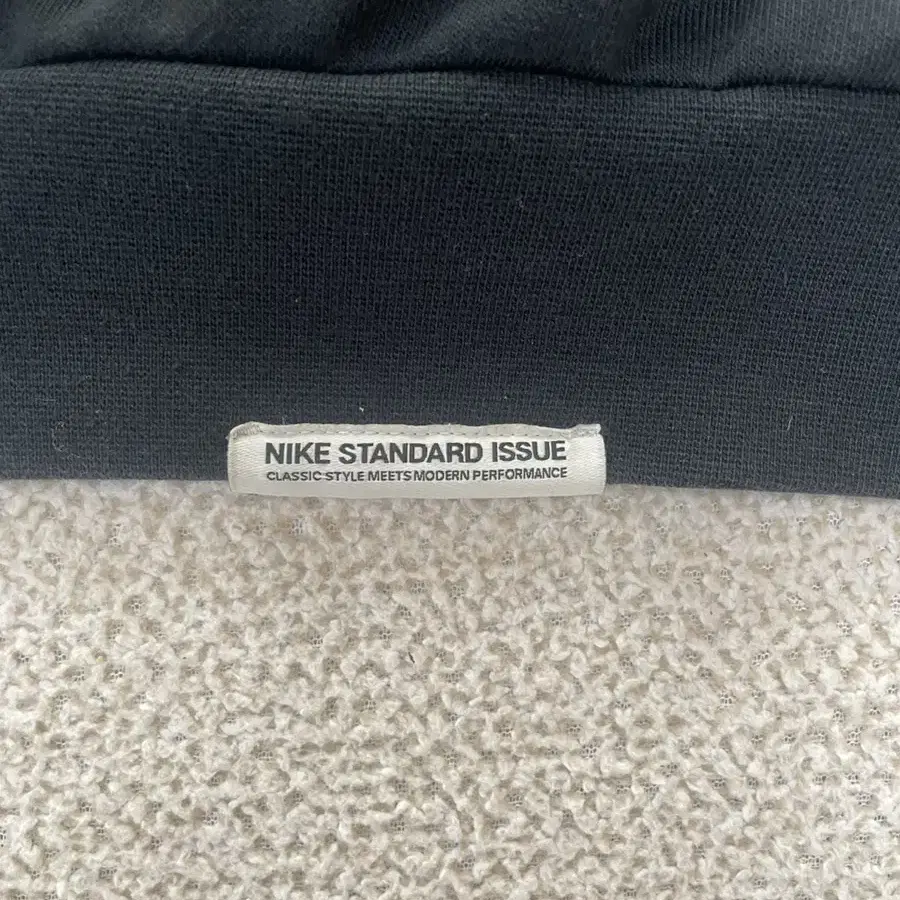 NIKE STANDARD ISSUE
CLASSIC STYLE MEETS MODERN PERFORMANCE